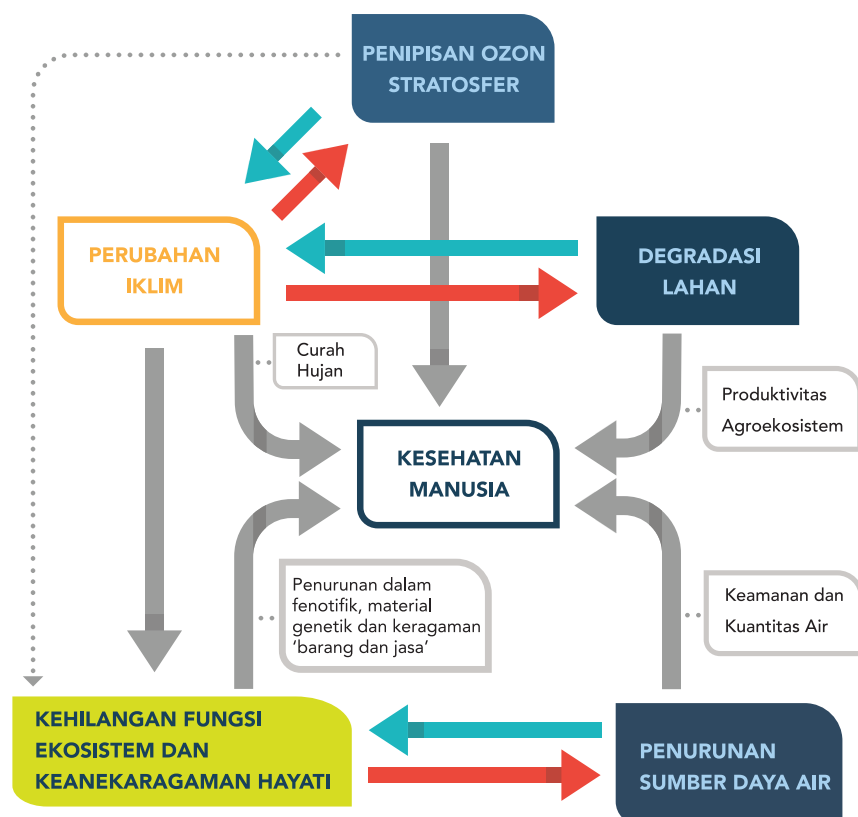 PENIPISAN OZON
STRATOSFER
PERUBAHAN
IKLIM
DEGRADASI
LAHAN
Curah
Hujan
Produktivitas
Agroekosistem
KESEHATAN
MANUSIA
Penurunan dalam
fenotifik, material
genetik dan keragaman
‘barang dan jasa’
Keamanan dan
Kuantitas Air
KEHILANGAN FUNGSI
EKOSISTEM DAN
KEANEKARAGAMAN HAYATI
PENURUNAN
SUMBER DAYA AIR